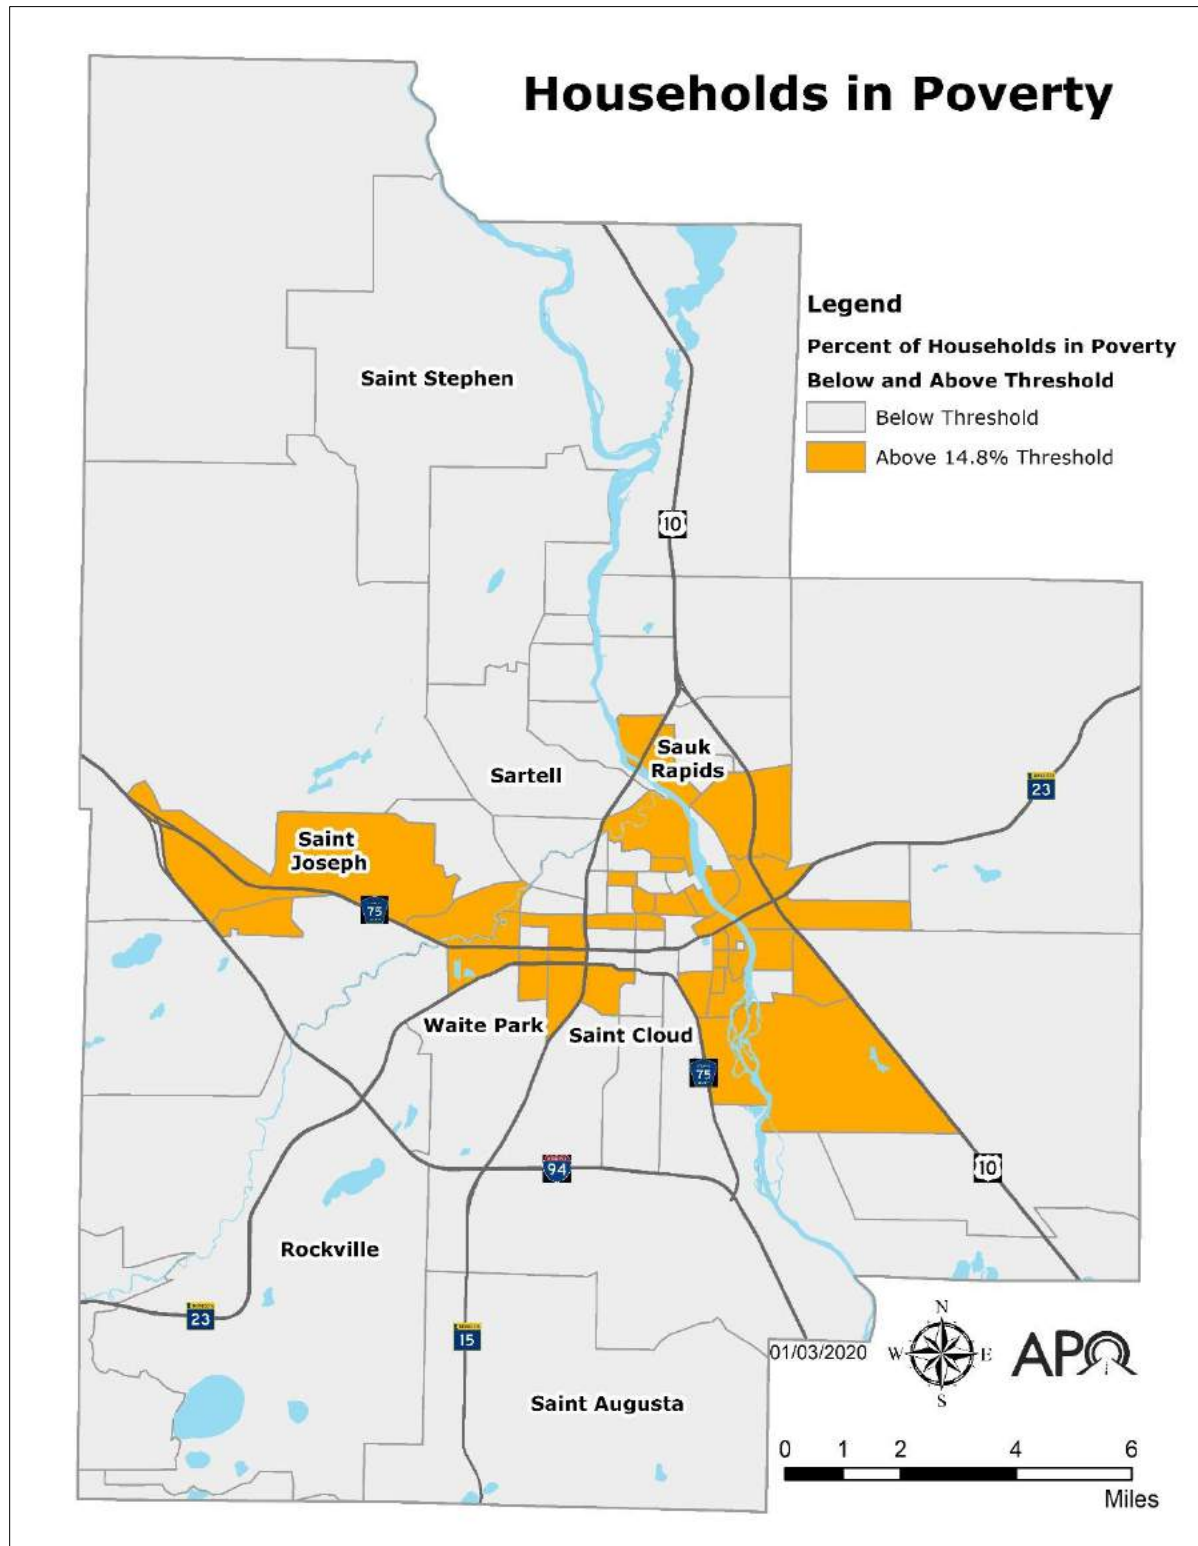 Households in Poverty
Legend
Percent of Households in Poverty
Below and Above Threshold
Below Threshold
Above 14.8% Threshold
Saint Stephen
10
Sauk
Rapids
Sartell
23
Saint
Joseph
75
Waite Park
Saint Cloud
75
94
10
Rockville
23
15
01/03/2020
N
W
E
S
APO
Saint Augusta
0 1 2 4 6
Miles